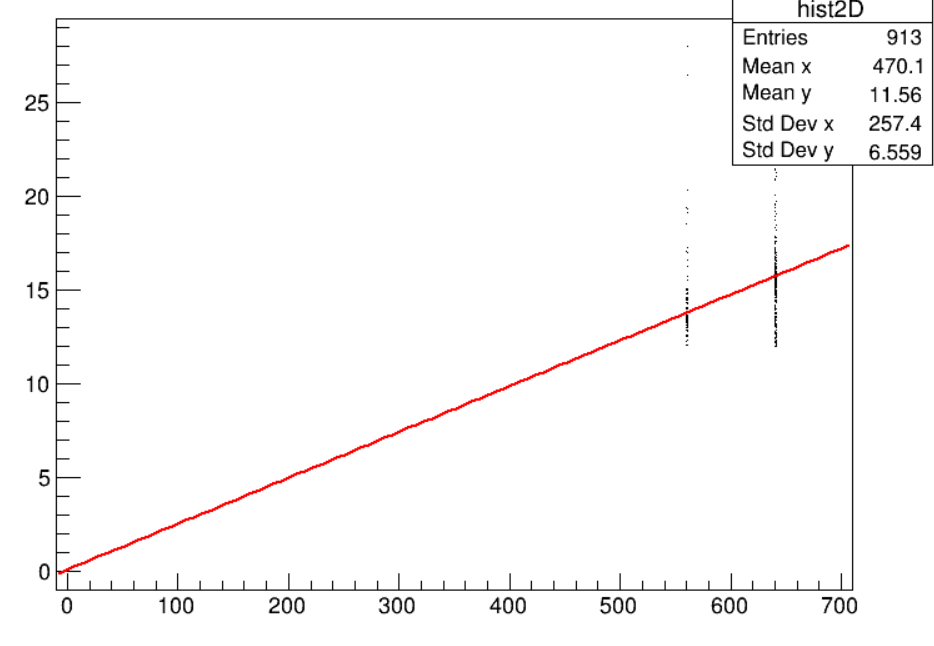 hist2D
Entries 913
Mean x 470.1
Mean y 11.56
Std Dev x 257.4
Std Dev y 6.559
25
20
15
10
5
0
0 100 200 300 400 500 600 700